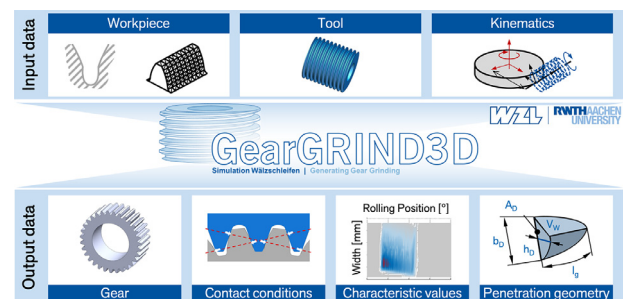 Input data
Workpiece
Tool
Kinematics
WZL | RWTHAACHEN
UNIVERSITY
GearGRIND3D
Simulation Wälzschleifen | Generating Gear Grinding
Output data
Gear
Contact conditions
Rolling Position [°]
Width [mm]
Characteristic values
A_D
V_W
b_D
h_D
l_g
Penetration geometry